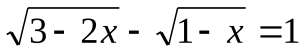 √(3 − 2x) − √(1 − x) = 1